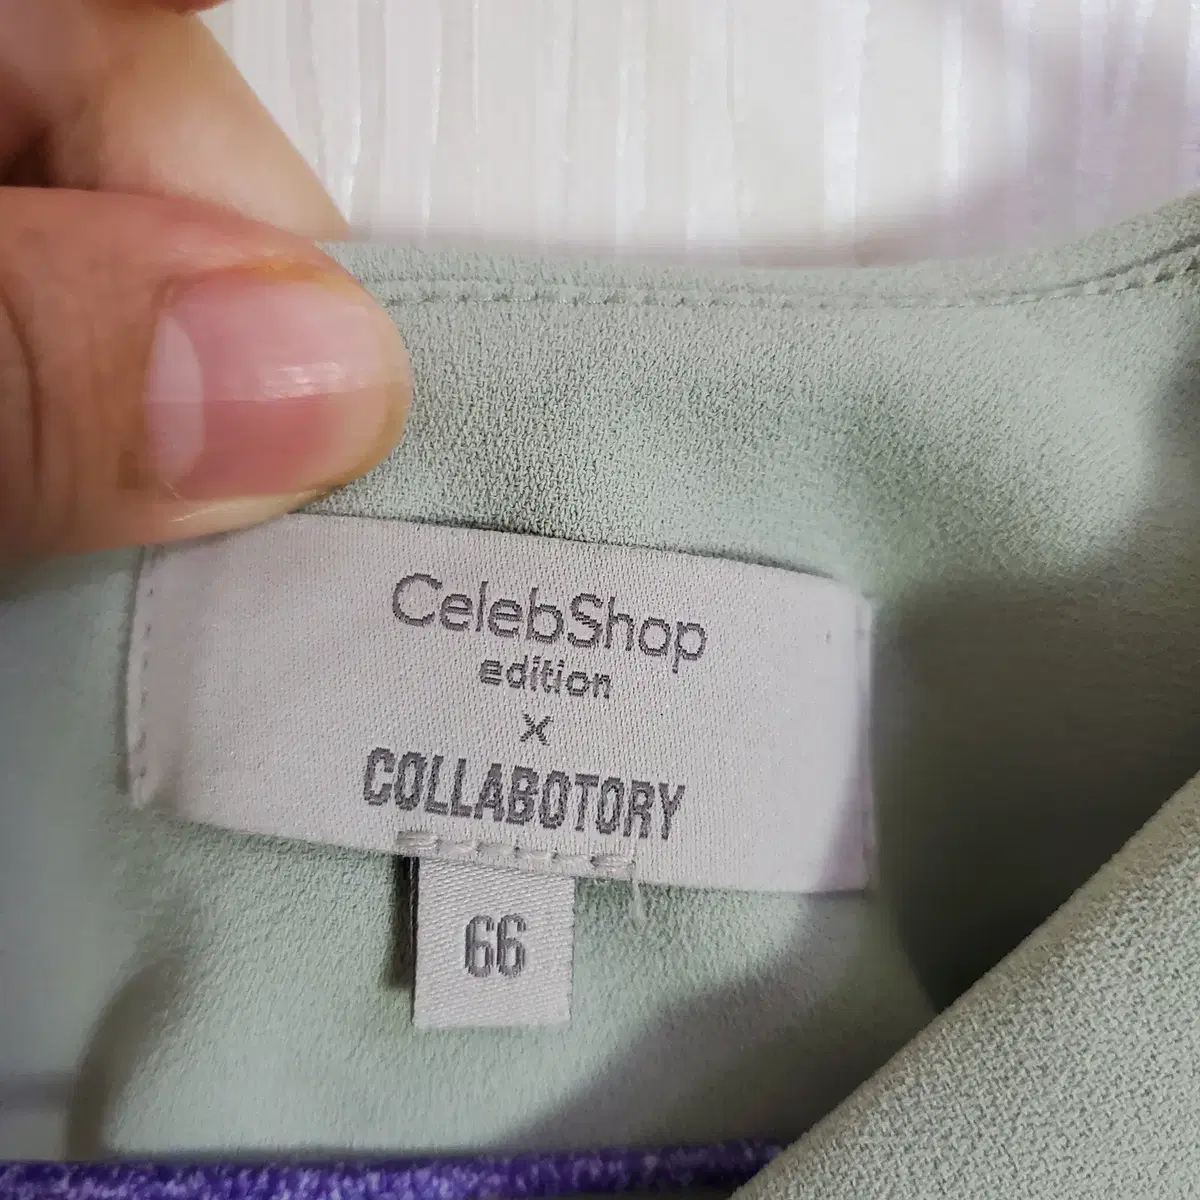 CelebShop
edition
x
COLLABOTORY
66